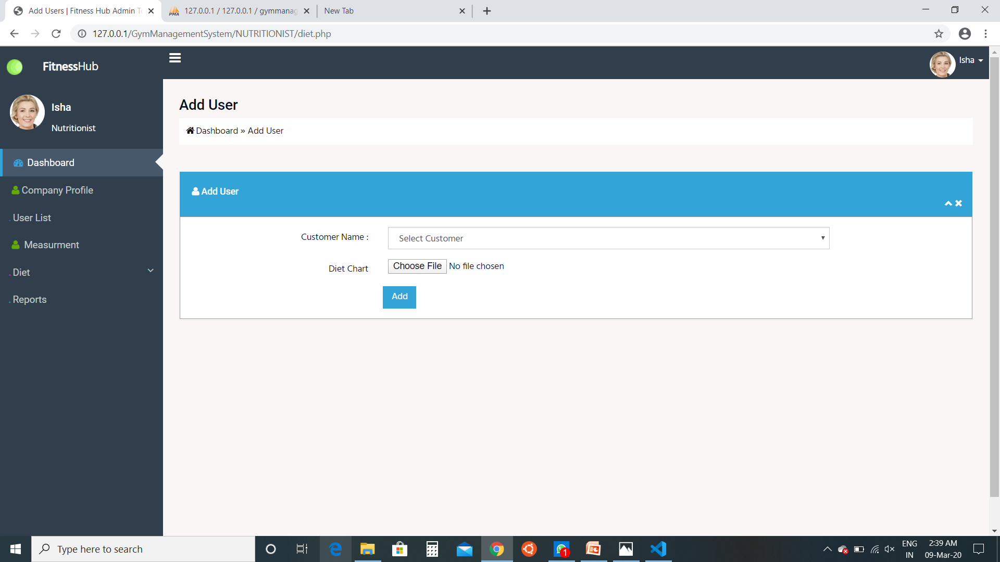 Add Users | Fitness Hub Admin Te
127.0.0.1 / 127.0.0.1 / gymmanag
New Tab
127.0.0.1/GymManagementSystem/NUTRITIONIST/diet.php
FitnessHub
Isha
Isha
Nutritionist
Dashboard
Company Profile
User List
Measurment
Diet
Reports
Add User
Dashboard » Add User
Add User
Customer Name :
Select Customer
Diet Chart
Choose File No file chosen
Add
Type here to search
1
ENG
IN
2:39 AM
09-Mar-20